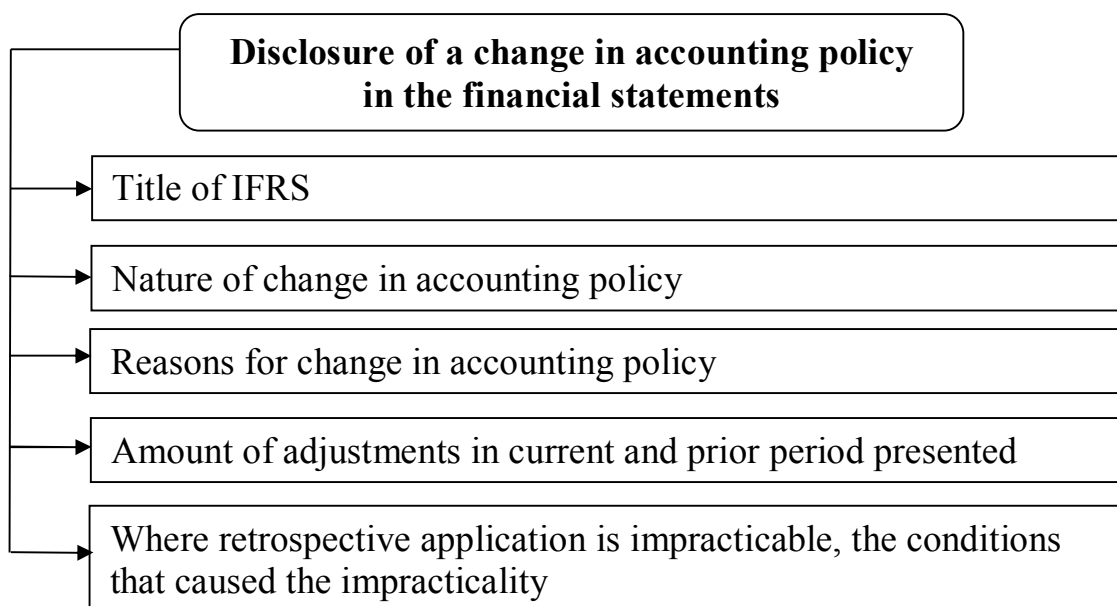 Disclosure of a change in accounting policy
in the financial statements
Title of IFRS
Nature of change in accounting policy
Reasons for change in accounting policy
Amount of adjustments in current and prior period presented
Where retrospective application is impracticable, the conditions
that caused the impracticality